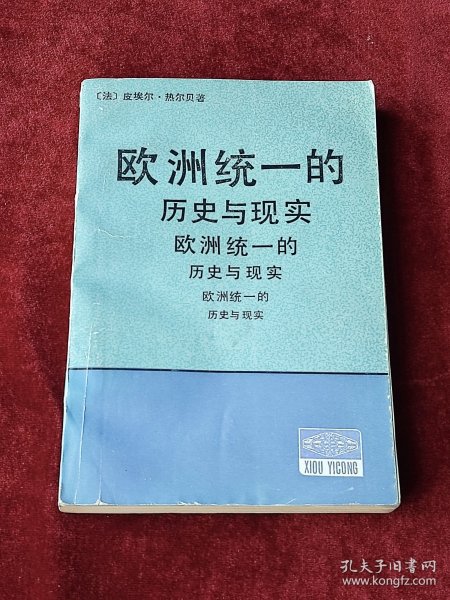 〔法〕皮埃尔·热尔贝著
欧洲统一的
历史与现实
欧洲统一的
历史与现实
欧洲统一的
历史与现实
XIOU YICONG
孔夫子旧书网
www.kongfz.com